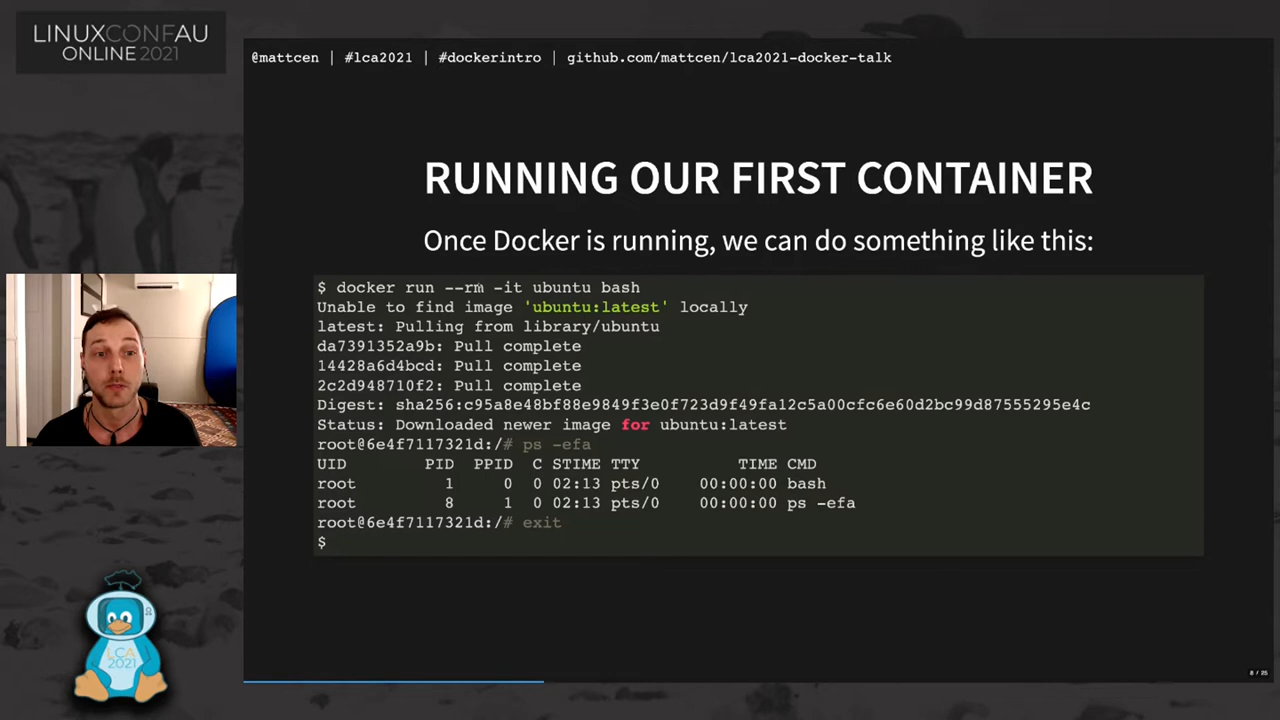 LINUXCONFAU
ONLINE 2021
@mattcen | #lca2021 | #dockerintro | github.com/mattcen/lca2021-docker-talk
RUNNING OUR FIRST CONTAINER
Once Docker is running, we can do something like this:
$ docker run --rm -it ubuntu bash
Unable to find image 'ubuntu:latest' locally
latest: Pulling from library/ubuntu
da7391352a9b: Pull complete
14428a6d4bcd: Pull complete
2c2d948710f2: Pull complete
Digest: sha256:c95a8e48bf88e9849f3e0f723d9f49fa12c5a00cfc6e60d2bc99d87555295e4c
Status: Downloaded newer image for ubuntu:latest
root@6e4f7117321d:/# ps -efa
UID PID PPID C STIME TTY TIME CMD
root 1 0 0 02:13 pts/0 00:00:00 bash
root 8 1 0 02:13 pts/0 00:00:00 ps -efa
root@6e4f7117321d:/# exit
$
LCA
2021
8 / 25